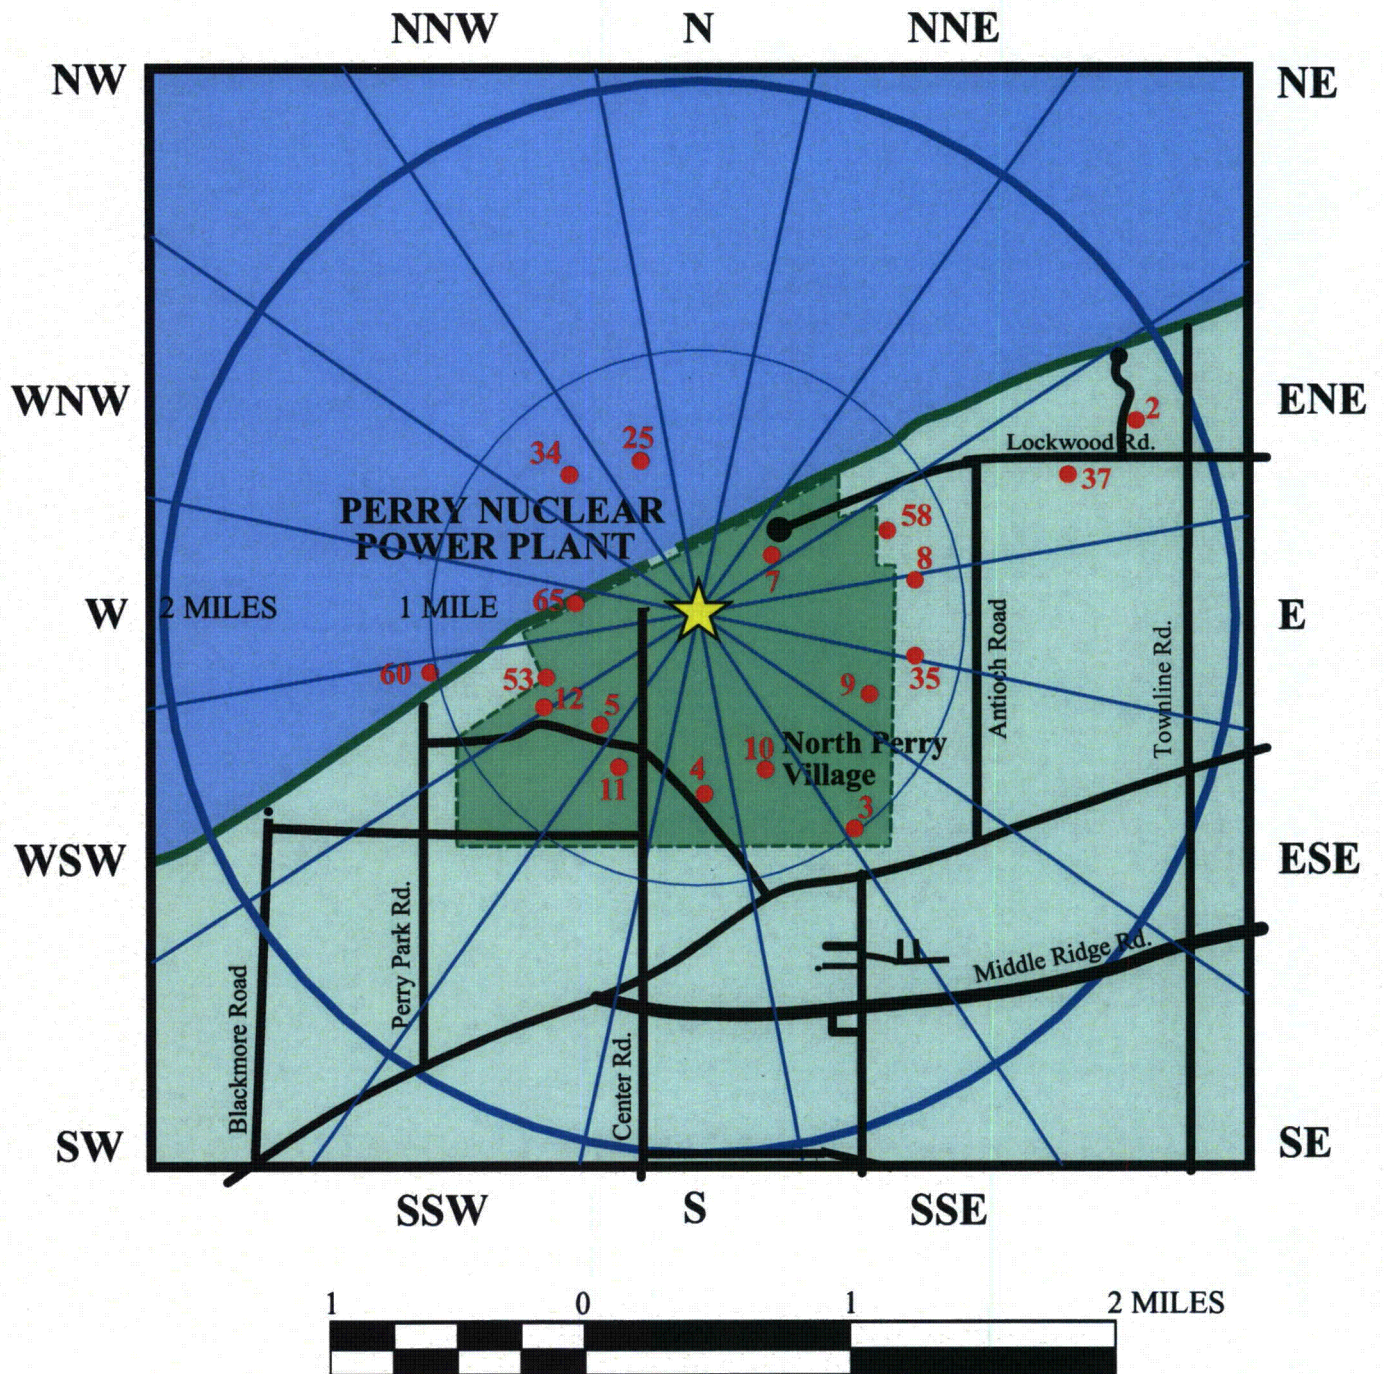 NNW N NNE
NW NE
WNW ENE
2
Lockwood Rd.
25
34
37
PERRY NUCLEAR
POWER PLANT
58
8
7
65
W 2 MILES 1 MILE E
Antioch Road
Townline Rd.
60
53
12
5
9
35
10 North Perry
Village
4
11
3
WSW ESE
Perry Park Rd.
Middle Ridge Rd.
Blackmore Road
Center Rd.
SW SE
SSW S SSE
1 0 1 2 MILES